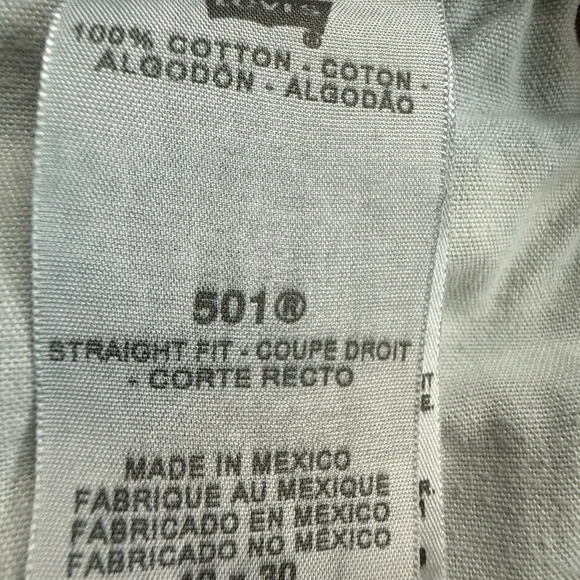 Levi's
100% COTTON - COTON -
ALGODÓN - ALGODÃO
501®
STRAIGHT FIT - COUPE DROIT
- CORTE RECTO
MADE IN MEXICO
FABRIQUE AU MEXIQUE
FABRICADO EN MEXICO
FABRICADO NO MEXICO